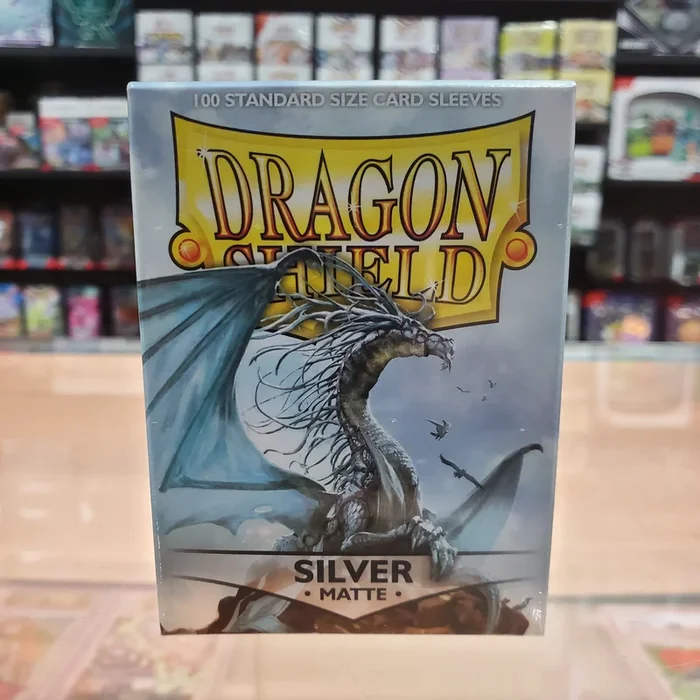 100 STANDARD SIZE CARD SLEEVES
DRAGON
SHIELD
SILVER
• MATTE •